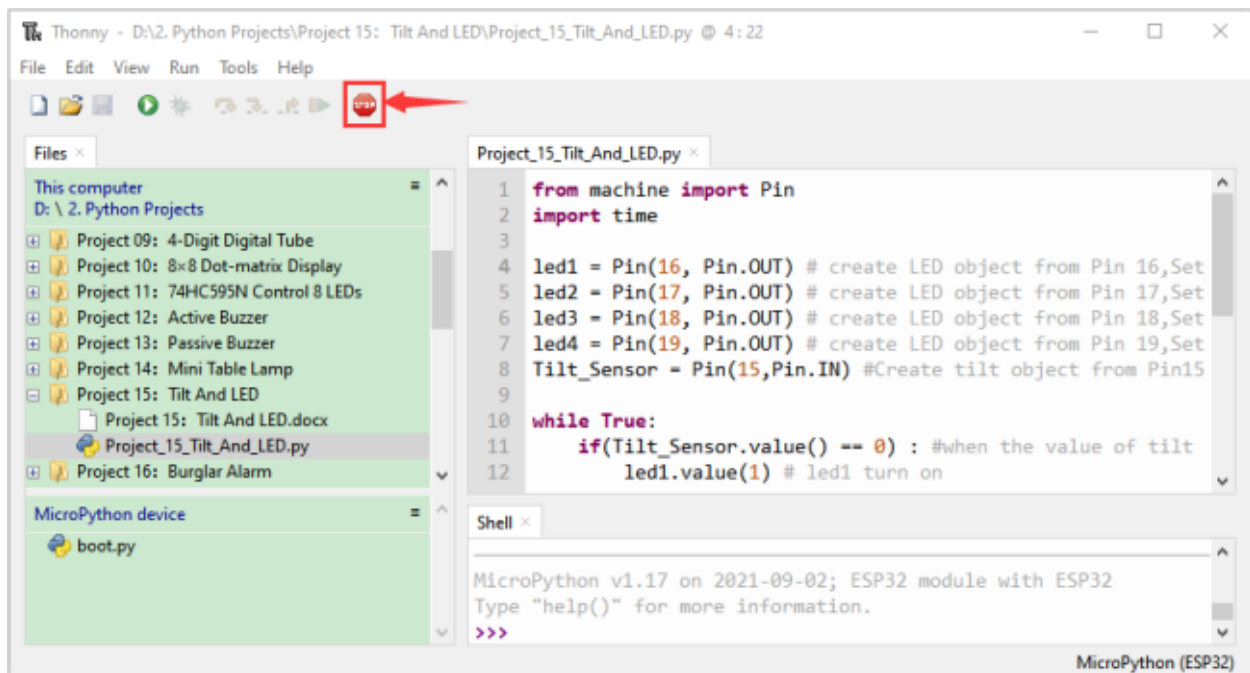 Thonny - D:\2. Python Projects\Project 15: Tilt And LED\Project_15_Tilt_And_LED.py @ 4:22
File Edit View Run Tools Help
STOP
Files ×
This computer
D: \ 2. Python Projects
Project 09: 4-Digit Digital Tube
Project 10: 8×8 Dot-matrix Display
Project 11: 74HC595N Control 8 LEDs
Project 12: Active Buzzer
Project 13: Passive Buzzer
Project 14: Mini Table Lamp
Project 15: Tilt And LED
Project 15: Tilt And LED.docx
Project_15_Tilt_And_LED.py
Project 16: Burglar Alarm
MicroPython device
boot.py
Project_15_Tilt_And_LED.py ×
1 from machine import Pin
2 import time
3
4 led1 = Pin(16, Pin.OUT) # create LED object from Pin 16,Set
5 led2 = Pin(17, Pin.OUT) # create LED object from Pin 17,Set
6 led3 = Pin(18, Pin.OUT) # create LED object from Pin 18,Set
7 led4 = Pin(19, Pin.OUT) # create LED object from Pin 19,Set
8 Tilt_Sensor = Pin(15,Pin.IN) #Create tilt object from Pin15
9
10 while True:
11     if(Tilt_Sensor.value() == 0) : #when the value of tilt
12         led1.value(1) # led1 turn on
Shell ×
MicroPython v1.17 on 2021-09-02; ESP32 module with ESP32
Type "help()" for more information.
>>>
MicroPython (ESP32)